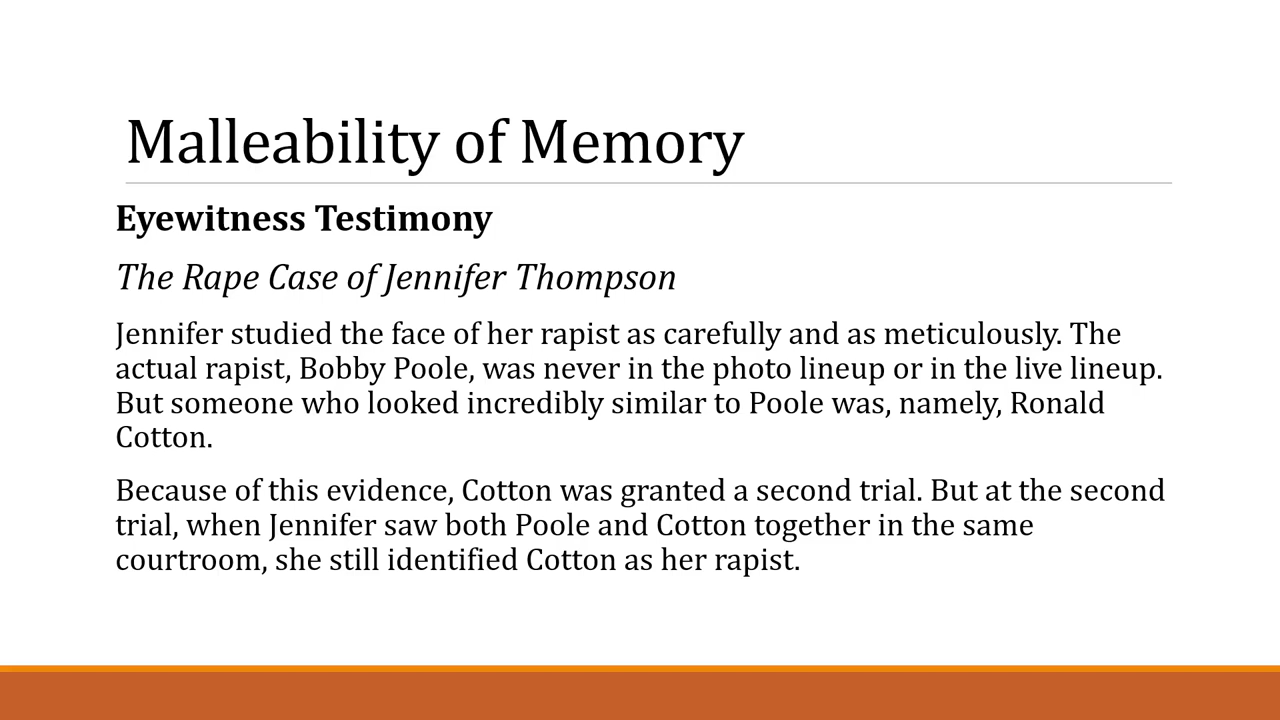 Malleability of Memory
Eyewitness Testimony
The Rape Case of Jennifer Thompson
Jennifer studied the face of her rapist as carefully and as meticulously. The
actual rapist, Bobby Poole, was never in the photo lineup or in the live lineup.
But someone who looked incredibly similar to Poole was, namely, Ronald
Cotton.
Because of this evidence, Cotton was granted a second trial. But at the second
trial, when Jennifer saw both Poole and Cotton together in the same
courtroom, she still identified Cotton as her rapist.